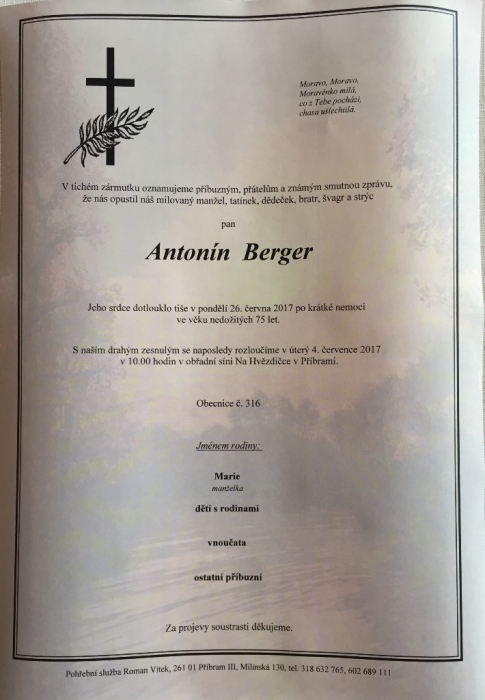 Moravo, Moravo,
Moravěnko milá,
co z Tebe pochází,
chasa ušlechtilá.
V tichém zármutku oznamujeme příbuzným, přátelům a známým smutnou zprávu,
že nás opustil náš milovaný manžel, tatínek, dědeček, bratr, švagr a strýc
pan
Antonín Berger
Jeho srdce dotlouklo tiše v pondělí 26. června 2017 po krátké nemoci
ve věku nedožitých 75 let.
S naším drahým zesnulým se naposledy rozloučíme v úterý 4. července 2017
v 10.00 hodin v obřadní síni Na Hvězdičce v Příbrami.
Obecnice č. 316
Jménem rodiny:
Marie
manželka
děti s rodinami
vnoučata
ostatní příbuzní
Za projevy soustrasti děkujeme.
Pohřební služba Roman Vítek, 261 01 Příbram III, Milínská 130, tel. 318 632 765, 602 689 111